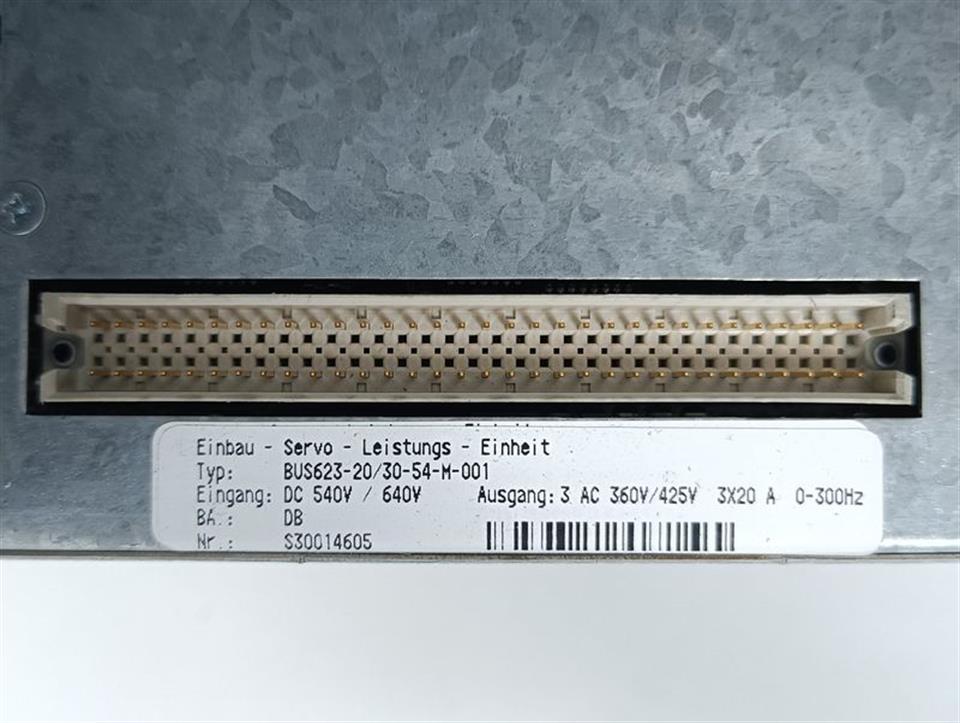 Einbau - Servo - Leistungs - Einheit
Typ: BUS623-20/30-54-M-001
Eingang: DC 540V / 640V Ausgang: 3 AC 360V/425V 3X20 A 0-300Hz
BA.: DB
Nr.: S30014605